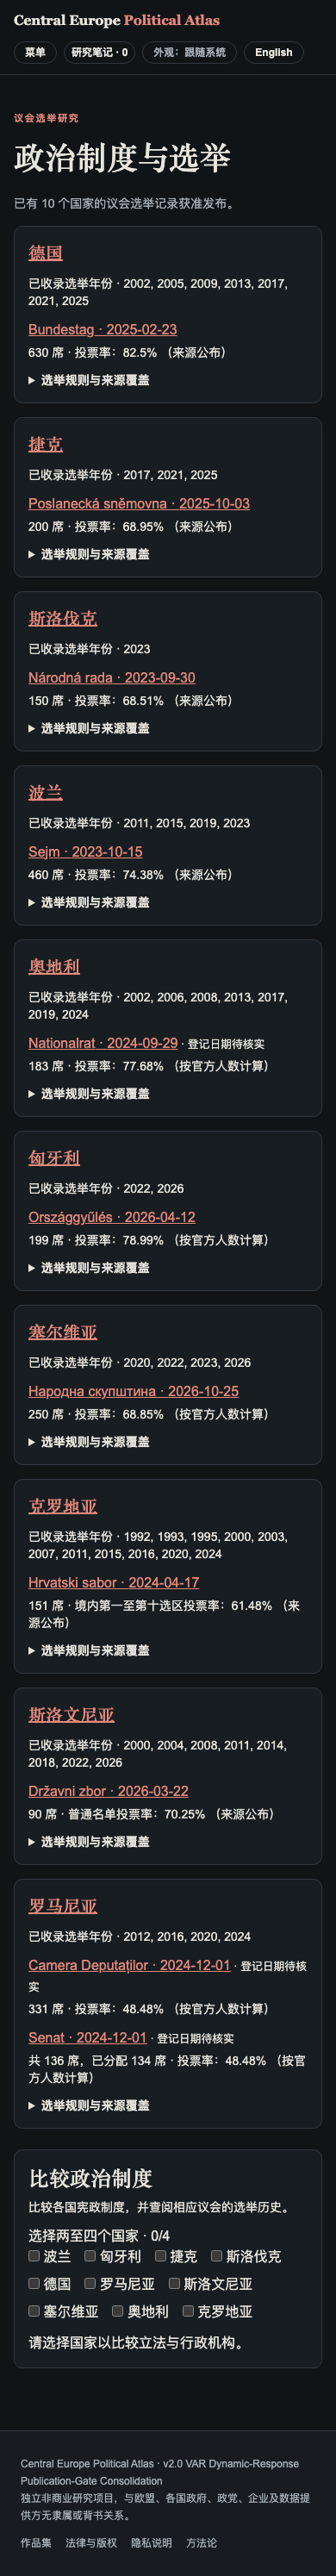 Central Europe Political Atlas
菜单 研究笔记 · 0 外观：跟随系统 English
议会选举研究
政治制度与选举
已有 10 个国家的议会选举记录获准发布。
德国
已收录选举年份 · 2002, 2005, 2009, 2013, 2017,
2021, 2025
Bundestag · 2025-02-23
630 席 · 投票率：82.5% （来源公布）
▶ 选举规则与来源覆盖
捷克
已收录选举年份 · 2017, 2021, 2025
Poslanecká sněmovna · 2025-10-03
200 席 · 投票率：68.95% （来源公布）
▶ 选举规则与来源覆盖
斯洛伐克
已收录选举年份 · 2023
Národná rada · 2023-09-30
150 席 · 投票率：68.51% （来源公布）
▶ 选举规则与来源覆盖
波兰
已收录选举年份 · 2011, 2015, 2019, 2023
Sejm · 2023-10-15
460 席 · 投票率：74.38% （来源公布）
▶ 选举规则与来源覆盖
奥地利
已收录选举年份 · 2002, 2006, 2008, 2013, 2017,
2019, 2024
Nationalrat · 2024-09-29 · 登记日期待核实
183 席 · 投票率：77.68% （按官方人数计算）
▶ 选举规则与来源覆盖
匈牙利
已收录选举年份 · 2022, 2026
Országgyűlés · 2026-04-12
199 席 · 投票率：78.99% （按官方人数计算）
▶ 选举规则与来源覆盖
塞尔维亚
已收录选举年份 · 2020, 2022, 2023, 2026
Народна скупштина · 2026-10-25
250 席 · 投票率：68.85% （按官方人数计算）
▶ 选举规则与来源覆盖
克罗地亚
已收录选举年份 · 1992, 1993, 1995, 2000, 2003,
2007, 2011, 2015, 2016, 2020, 2024
Hrvatski sabor · 2024-04-17
151 席 · 境内第一至第十选区投票率：61.48% （来
源公布）
▶ 选举规则与来源覆盖
斯洛文尼亚
已收录选举年份 · 2000, 2004, 2008, 2011, 2014,
2018, 2022, 2026
Državni zbor · 2026-03-22
90 席 · 普通名单投票率：70.25% （来源公布）
▶ 选举规则与来源覆盖
罗马尼亚
已收录选举年份 · 2012, 2016, 2020, 2024
Camera Deputaților · 2024-12-01 · 登记日期待核
实
331 席 · 投票率：48.48% （按官方人数计算）
Senat · 2024-12-01 · 登记日期待核实
共 136 席，已分配 134 席 · 投票率：48.48% （按官
方人数计算）
▶ 选举规则与来源覆盖
比较政治制度
比较各国宪政制度，并查阅相应议会的选举历史。
选择两至四个国家 · 0/4
波兰 匈牙利 捷克 斯洛伐克
德国 罗马尼亚 斯洛文尼亚
塞尔维亚 奥地利 克罗地亚
请选择国家以比较立法与行政机构。
Central Europe Political Atlas · v2.0 VAR Dynamic-Response
Publication-Gate Consolidation
独立非商业研究项目，与欧盟、各国政府、政党、企业及数据提
供方无隶属或背书关系。
作品集 法律与版权 隐私说明 方法论